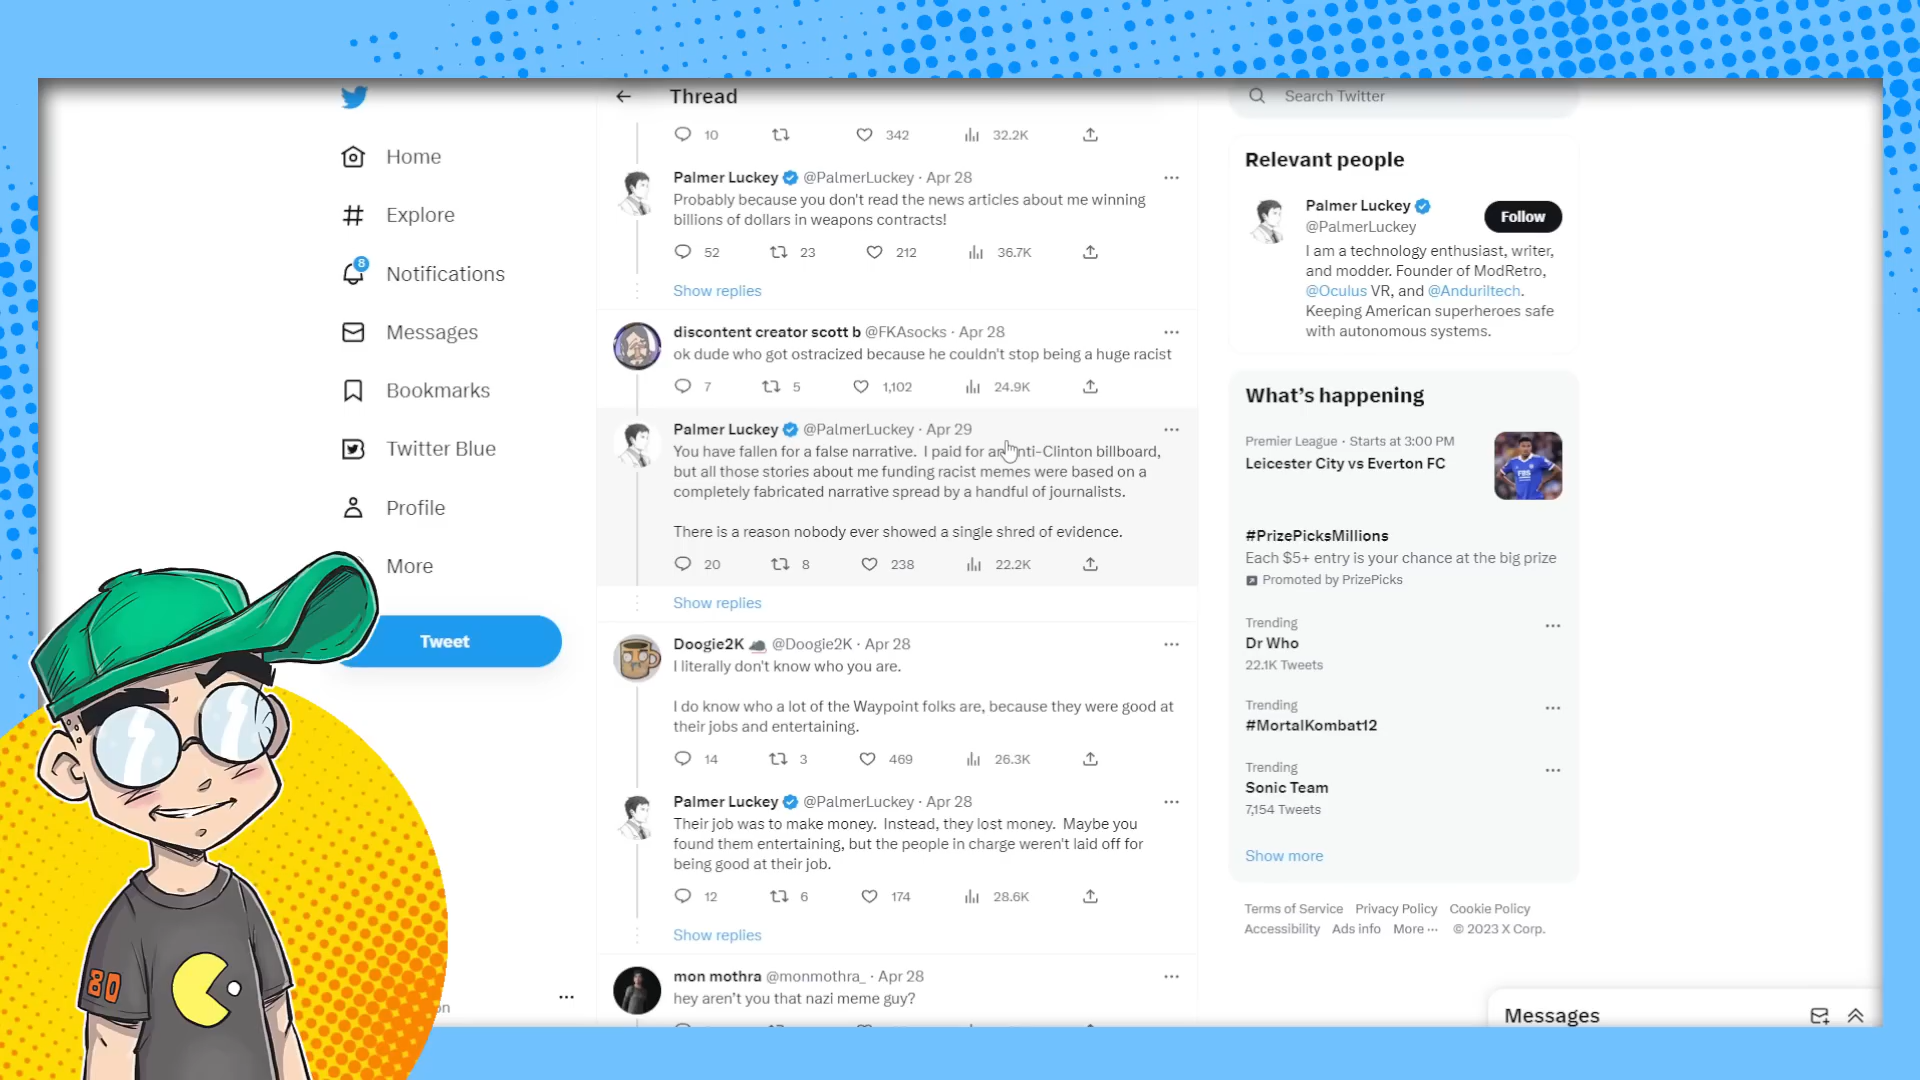 Home
Explore
8
Notifications
Messages
Bookmarks
Twitter Blue
Profile
More
Tweet
80
Thread
10 342 32.2K
Palmer Luckey @PalmerLuckey · Apr 28
Probably because you don't read the news articles about me winning
billions of dollars in weapons contracts!
52 23 212 36.7K
Show replies
discontent creator scott b @FKAsocks · Apr 28
ok dude who got ostracized because he couldn't stop being a huge racist
7 5 1,102 24.9K
Palmer Luckey @PalmerLuckey · Apr 29
You have fallen for a false narrative. I paid for an anti-Clinton billboard,
but all those stories about me funding racist memes were based on a
completely fabricated narrative spread by a handful of journalists.
There is a reason nobody ever showed a single shred of evidence.
20 8 238 22.2K
Show replies
Doogie2K @Doogie2K · Apr 28
I literally don't know who you are.
I do know who a lot of the Waypoint folks are, because they were good at
their jobs and entertaining.
14 3 469 26.3K
Palmer Luckey @PalmerLuckey · Apr 28
Their job was to make money. Instead, they lost money. Maybe you
found them entertaining, but the people in charge weren't laid off for
being good at their job.
12 6 174 28.6K
Show replies
mon mothra @monmothra_ · Apr 28
hey aren't you that nazi meme guy?
Search Twitter
Relevant people
Palmer Luckey
@PalmerLuckey
Follow
I am a technology enthusiast, writer,
and modder. Founder of ModRetro,
@Oculus VR, and @Anduriltech.
Keeping American superheroes safe
with autonomous systems.
What's happening
Premier League · Starts at 3:00 PM
Leicester City vs Everton FC
#PrizePicksMillions
Each $5+ entry is your chance at the big prize
Promoted by PrizePicks
Trending
Dr Who
22.1K Tweets
Trending
#MortalKombat12
Trending
Sonic Team
7,154 Tweets
Show more
Terms of Service Privacy Policy Cookie Policy
Accessibility Ads info More ··· © 2023 X Corp.
Messages